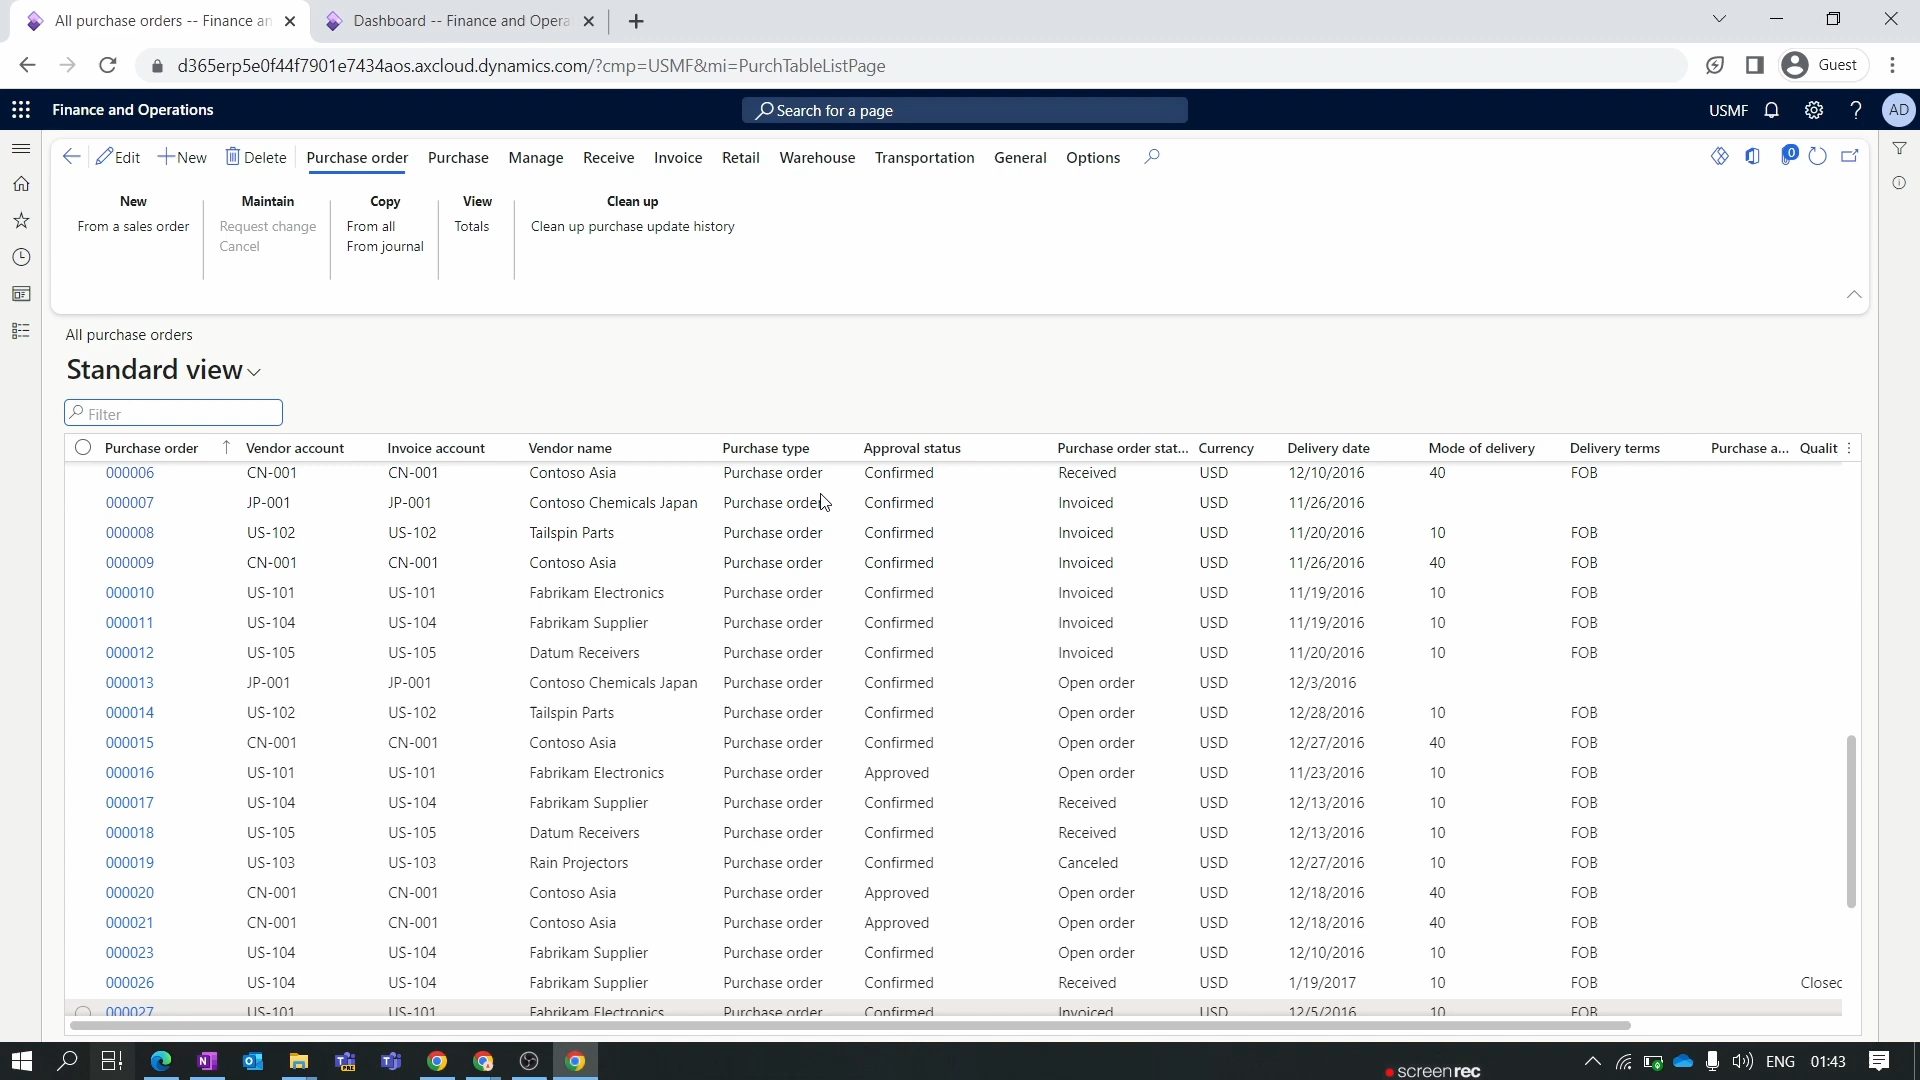 All purchase orders -- Finance an
Dashboard -- Finance and Opera
d365erp5e0f44f7901e7434aos.axcloud.dynamics.com/?cmp=USMF&mi=PurchTableListPage
Guest
Finance and Operations
Search for a page
USMF
AD
Edit New Delete Purchase order Purchase Manage Receive Invoice Retail Warehouse Transportation General Options
0
New Maintain Copy View Clean up
From a sales order Request change From all Totals Clean up purchase update history
Cancel From journal
All purchase orders
Standard view
Filter
Purchase order Vendor account Invoice account Vendor name Purchase type Approval status Purchase order stat... Currency Delivery date Mode of delivery Delivery terms Purchase a... Qualit
000006 CN-001 CN-001 Contoso Asia Purchase order Confirmed Received USD 12/10/2016 40 FOB
000007 JP-001 JP-001 Contoso Chemicals Japan Purchase order Confirmed Invoiced USD 11/26/2016
000008 US-102 US-102 Tailspin Parts Purchase order Confirmed Invoiced USD 11/20/2016 10 FOB
000009 CN-001 CN-001 Contoso Asia Purchase order Confirmed Invoiced USD 11/26/2016 40 FOB
000010 US-101 US-101 Fabrikam Electronics Purchase order Confirmed Invoiced USD 11/19/2016 10 FOB
000011 US-104 US-104 Fabrikam Supplier Purchase order Confirmed Invoiced USD 11/19/2016 10 FOB
000012 US-105 US-105 Datum Receivers Purchase order Confirmed Invoiced USD 11/20/2016 10 FOB
000013 JP-001 JP-001 Contoso Chemicals Japan Purchase order Confirmed Open order USD 12/3/2016
000014 US-102 US-102 Tailspin Parts Purchase order Confirmed Open order USD 12/28/2016 10 FOB
000015 CN-001 CN-001 Contoso Asia Purchase order Confirmed Open order USD 12/27/2016 40 FOB
000016 US-101 US-101 Fabrikam Electronics Purchase order Approved Open order USD 11/23/2016 10 FOB
000017 US-104 US-104 Fabrikam Supplier Purchase order Confirmed Received USD 12/13/2016 10 FOB
000018 US-105 US-105 Datum Receivers Purchase order Confirmed Received USD 12/13/2016 10 FOB
000019 US-103 US-103 Rain Projectors Purchase order Confirmed Canceled USD 12/27/2016 10 FOB
000020 CN-001 CN-001 Contoso Asia Purchase order Approved Open order USD 12/18/2016 40 FOB
000021 CN-001 CN-001 Contoso Asia Purchase order Approved Open order USD 12/18/2016 40 FOB
000023 US-104 US-104 Fabrikam Supplier Purchase order Confirmed Open order USD 12/10/2016 10 FOB
000026 US-104 US-104 Fabrikam Supplier Purchase order Confirmed Received USD 1/19/2017 10 FOB Closec
000027 US-101 US-101 Fabrikam Electronics Purchase order Confirmed Invoiced USD 12/5/2016 10 FOB
screenrec
ENG 01:43